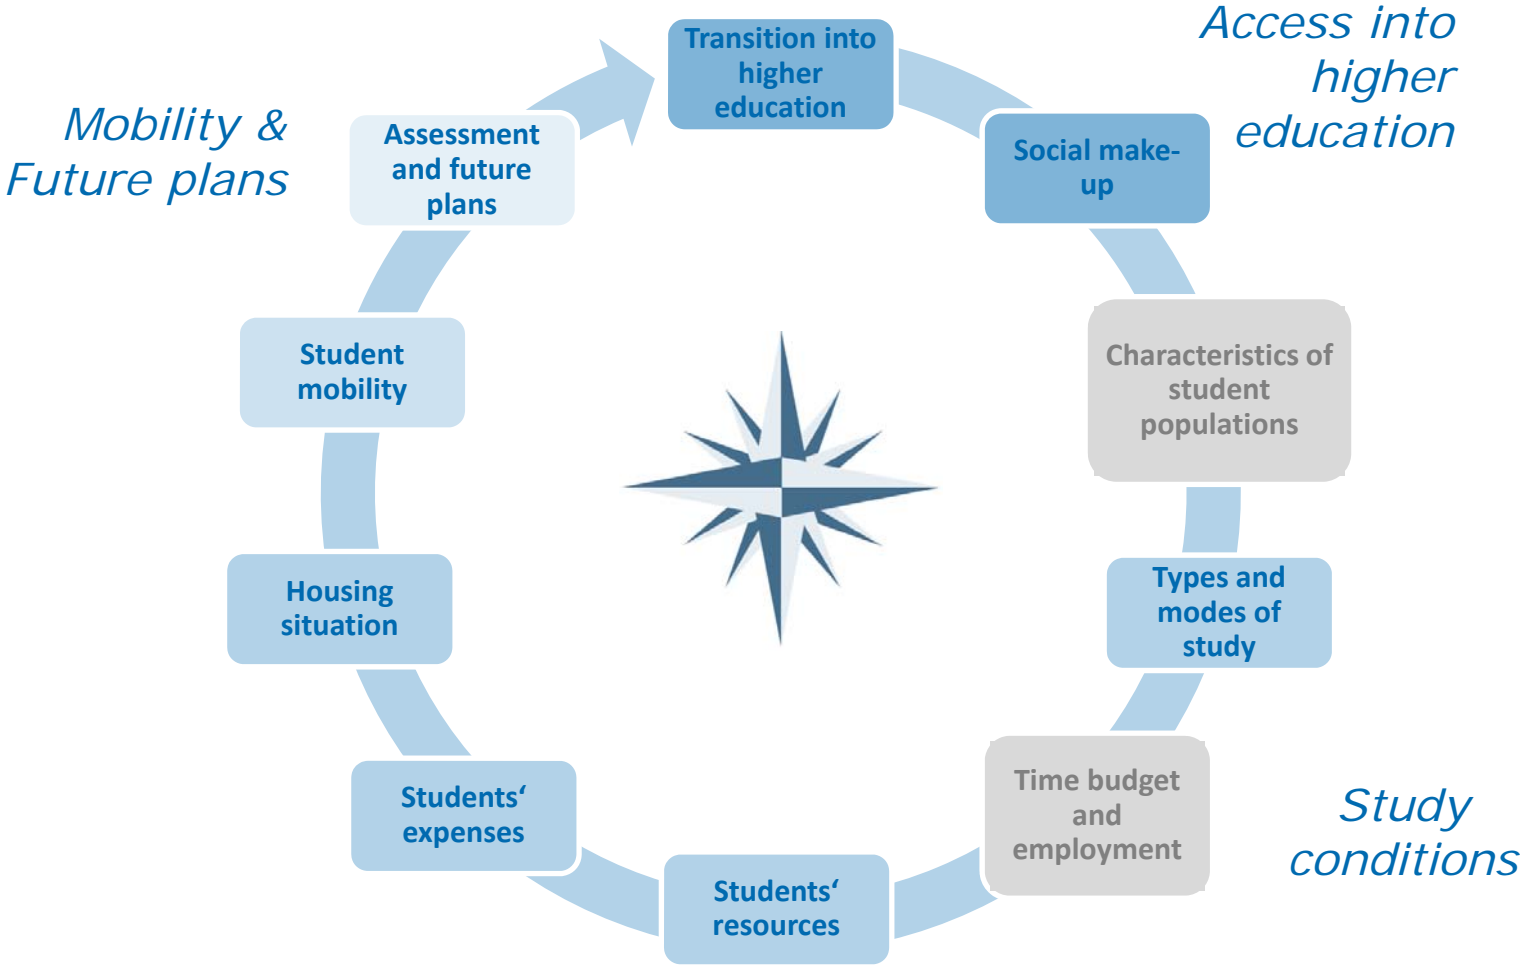 Access into
higher
education
Transition into
higher
education
Social make-
up
Characteristics of
student
populations
Types and
modes of
study
Time budget
and
employment
Study
conditions
Students‘
resources
Students‘
expenses
Housing
situation
Student
mobility
Assessment
and future
plans
Mobility &
Future plans